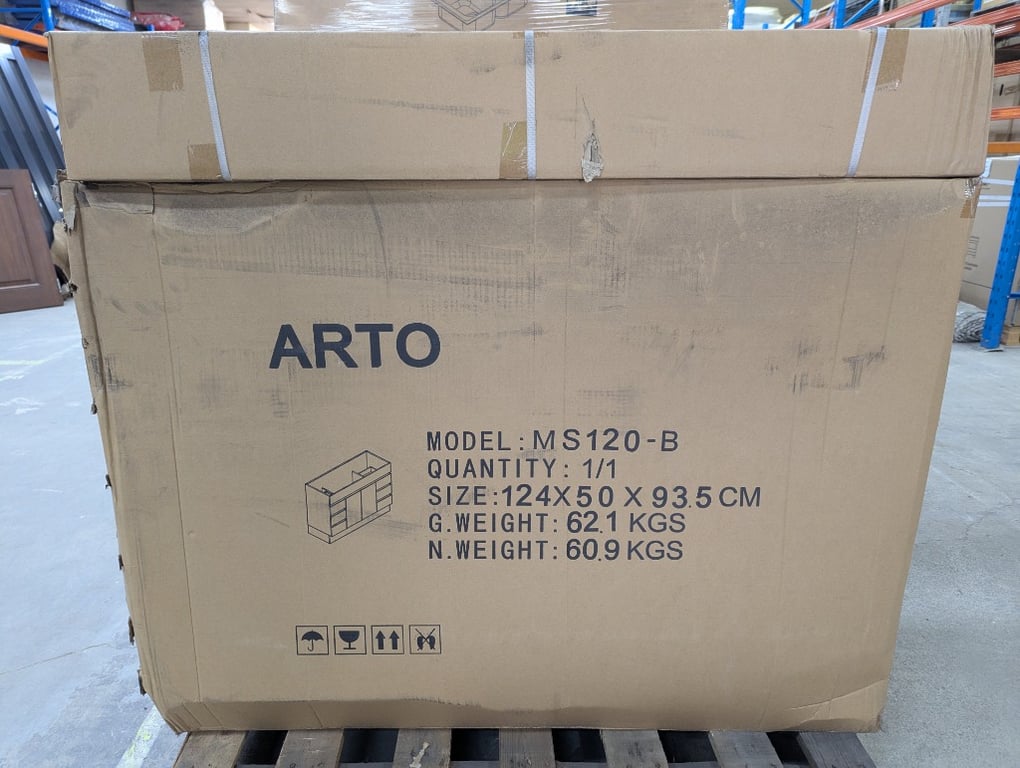 ARTO
MODEL: MS120-B
QUANTITY: 1/1
SIZE: 124X50 X 93.5 CM
G.WEIGHT: 62.1 KGS
N.WEIGHT: 60.9 KGS